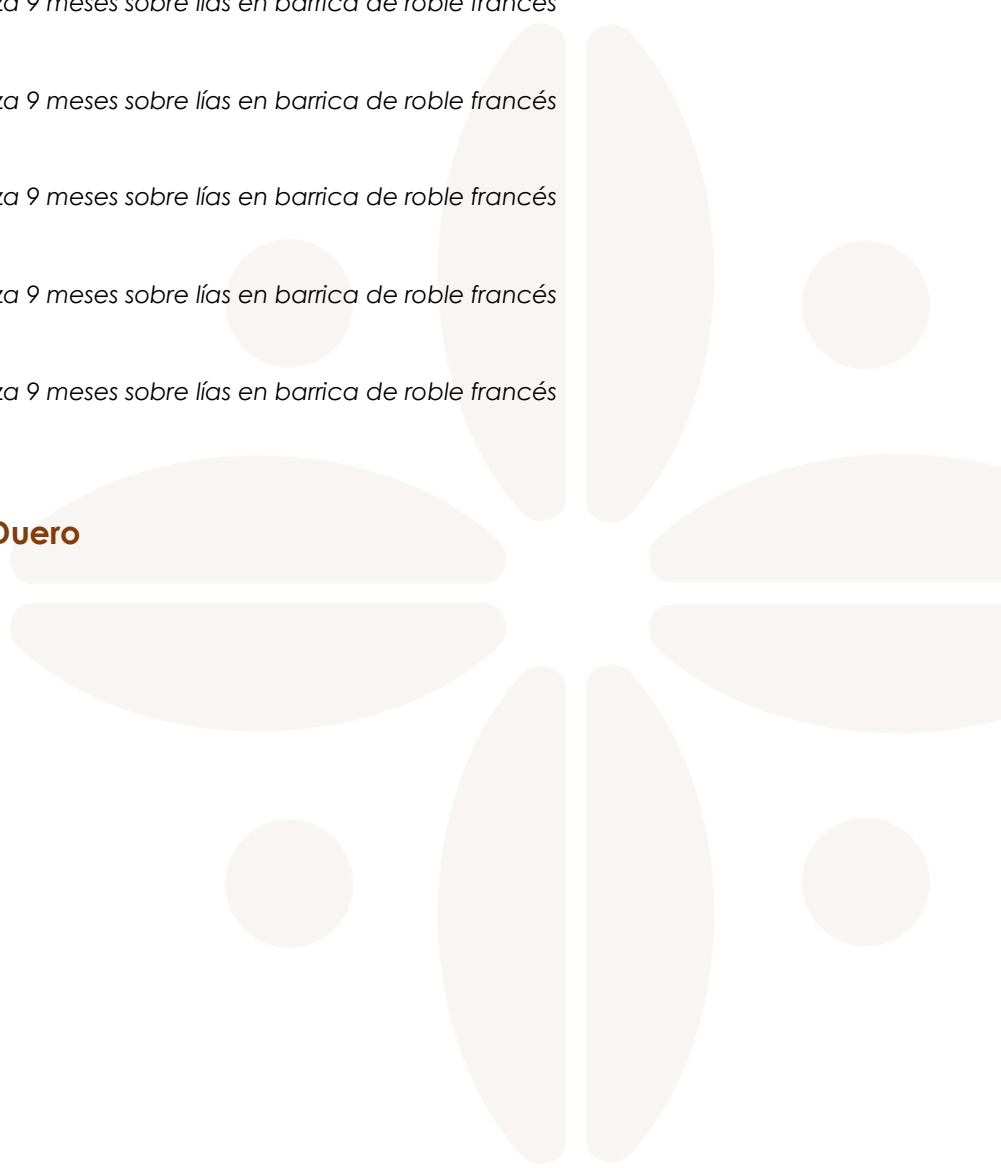 za 9 meses sobre lías en barrica de roble francés
za 9 meses sobre lías en barrica de roble francés
za 9 meses sobre lías en barrica de roble francés
za 9 meses sobre lías en barrica de roble francés
za 9 meses sobre lías en barrica de roble francés
Duero